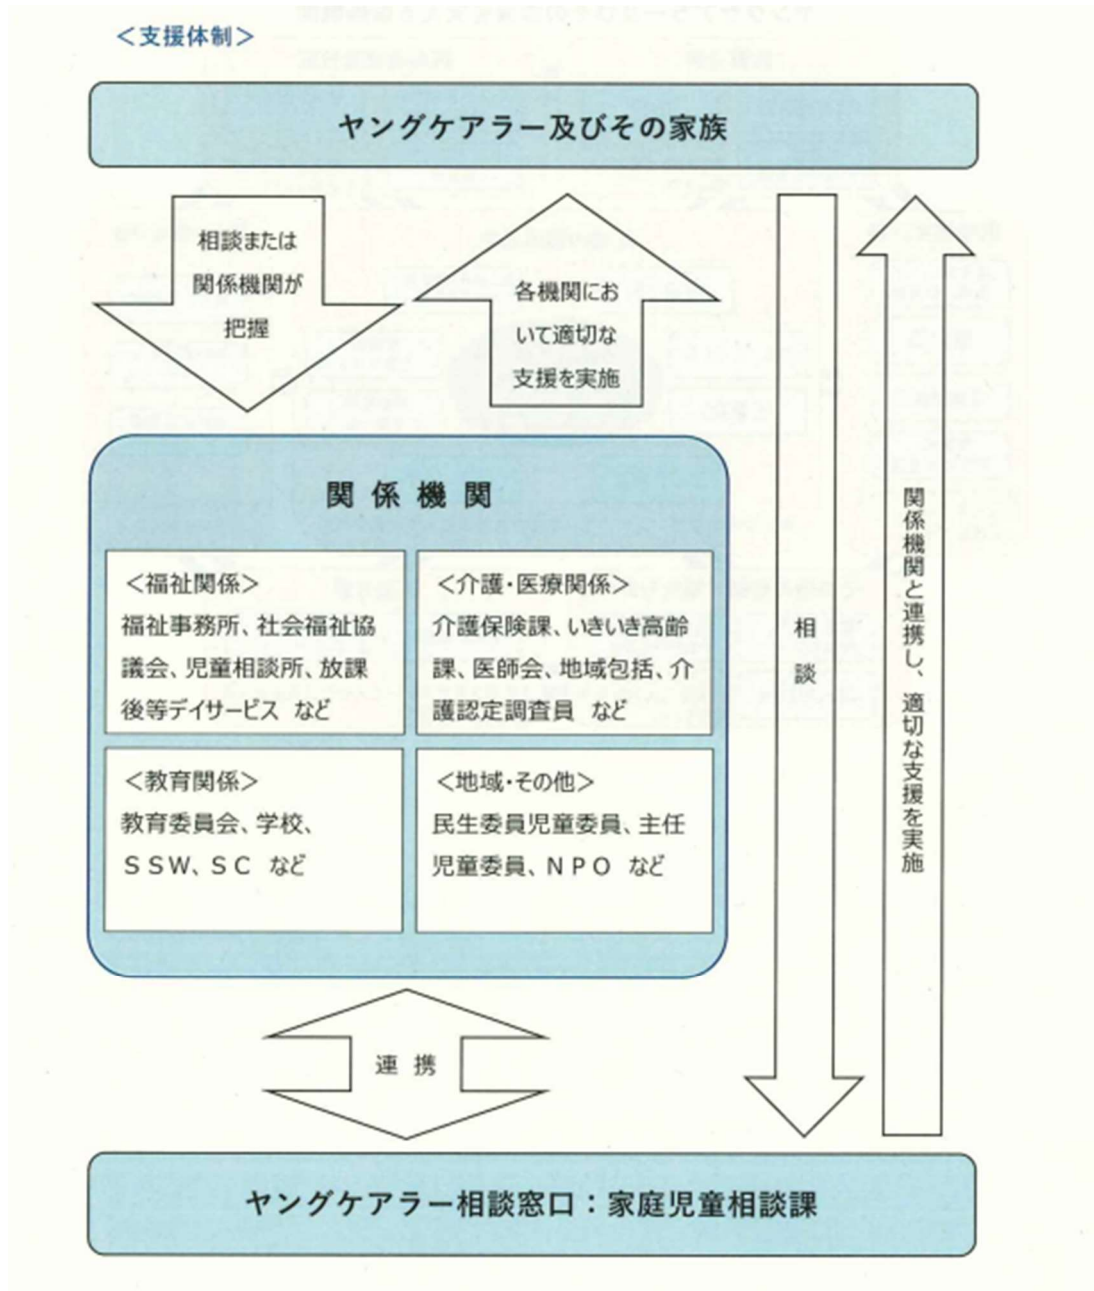 ＜支援体制＞
ヤングケアラー及びその家族
相談または
関係機関が
把握
各機関にお
いて適切な
支援を実施
関係機関
＜福祉関係＞
福祉事務所、社会福祉協
議会、児童相談所、放課
後等デイサービス など
＜介護・医療関係＞
介護保険課、いきいき高齢
課、医師会、地域包括、介
護認定調査員 など
＜教育関係＞
教育委員会、学校、
ＳＳＷ、ＳＣ など
＜地域・その他＞
民生委員児童委員、主任
児童委員、ＮＰＯ など
相談
関係機関と連携し、適切な支援を実施
連携
ヤングケアラー相談窓口：家庭児童相談課